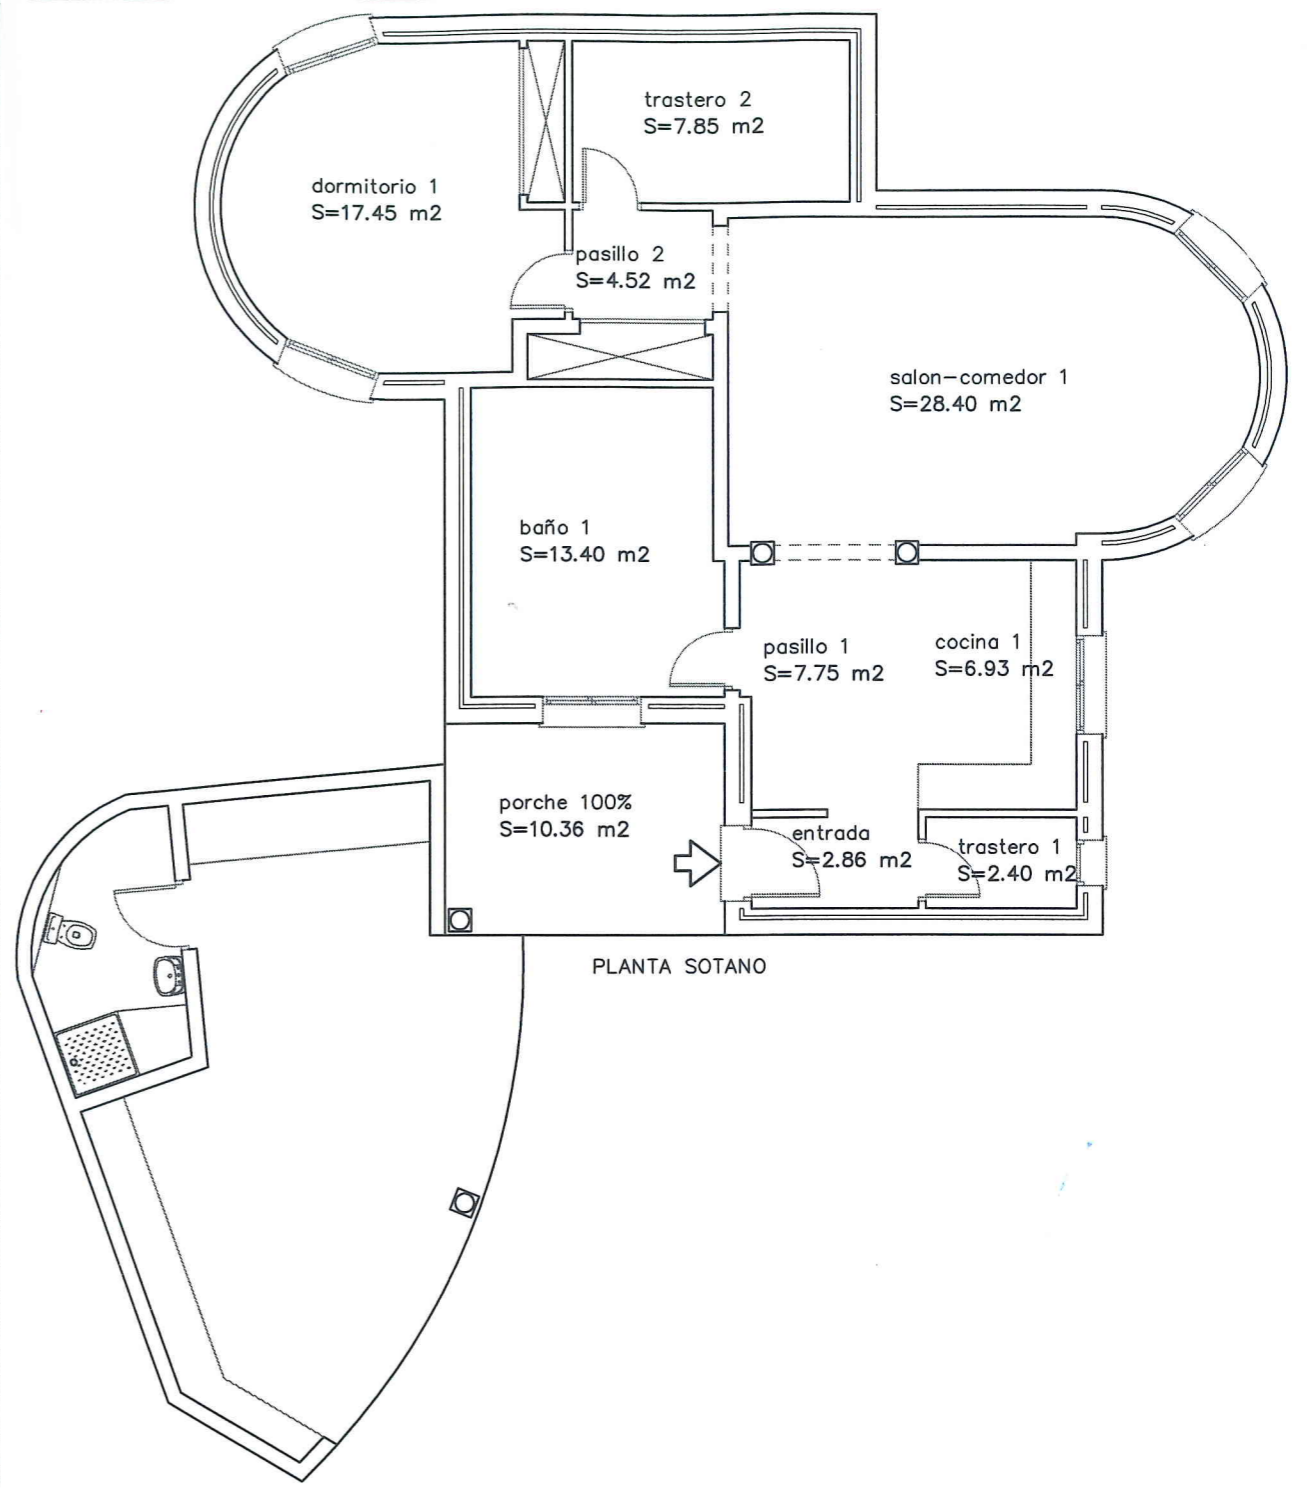 trastero 2
S=7.85 m2
dormitorio 1
S=17.45 m2
pasillo 2
S=4.52 m2
salon-comedor 1
S=28.40 m2
baño 1
S=13.40 m2
pasillo 1
S=7.75 m2
cocina 1
S=6.93 m2
porche 100%
S=10.36 m2
entrada
S=2.86 m2
trastero 1
S=2.40 m2
PLANTA SOTANO